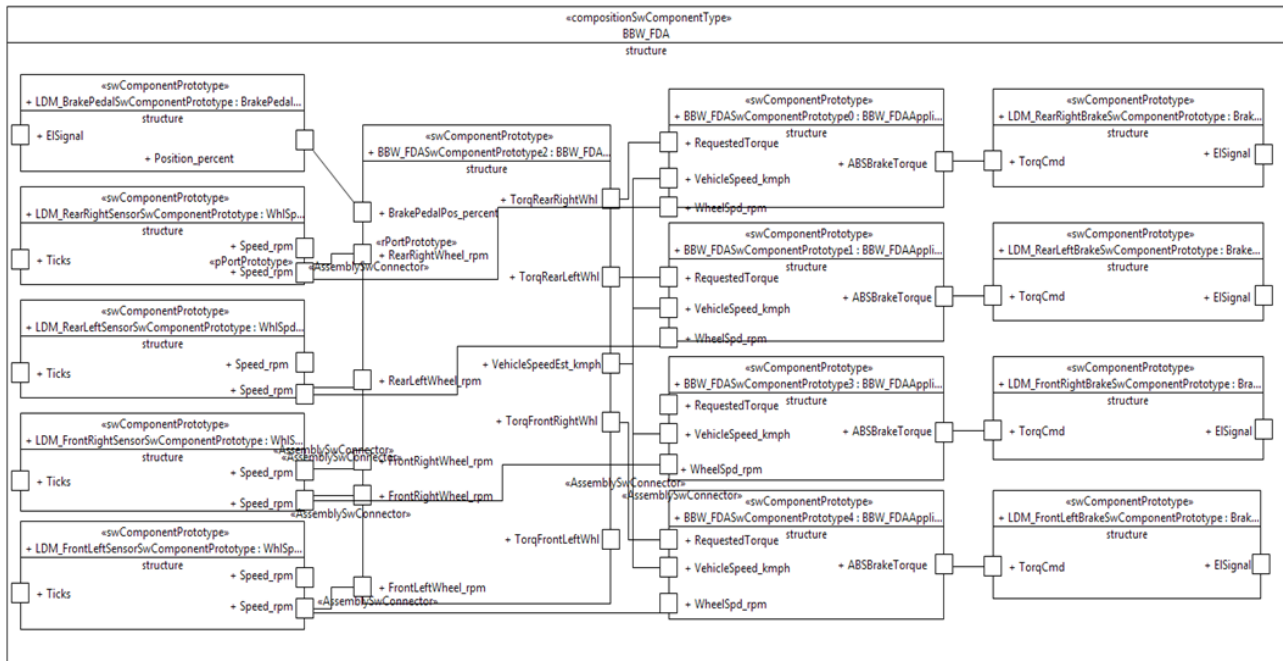 «compositionSwComponentType»
BBW_FDA
structure
«swComponentPrototype»
+ LDM_BrakePedalSwComponentPrototype : BrakePedal...
structure
+ ElSignal
+ Position_percent
«swComponentPrototype»
+ LDM_RearRightSensorSwComponentPrototype : WhlSp...
structure
+ Speed_rpm
+ Ticks
«pPortPrototype»
+ Speed_rpm
«AssemblySwConnector»
«swComponentPrototype»
+ LDM_RearLeftSensorSwComponentPrototype : WhlSpd...
structure
+ Speed_rpm
+ Ticks
+ Speed_rpm
«swComponentPrototype»
+ LDM_FrontRightSensorSwComponentPrototype : WhlS...
structure
«AssemblySwConnector»
«AssemblySwConnector»
+ Speed_rpm
+ Ticks
+ Speed_rpm
«AssemblySwConnector»
«swComponentPrototype»
+ LDM_FrontLeftSensorSwComponentPrototype : WhlSp...
structure
+ Speed_rpm
+ Ticks
+ Speed_rpm
«AssemblySwConnector»
«swComponentPrototype»
+ BBW_FDASwComponentPrototype2 : BBW_FDA...
structure
+ TorqRearRightWhl
+ BrakePedalPos_percent
«rPortPrototype»
+ RearRightWheel_rpm
+ TorqRearLeftWhl
+ VehicleSpeedEst_kmph
+ RearLeftWheel_rpm
+ TorqFrontRightWhl
+ FrontRightWheel_rpm
«AssemblySwConnector»
«AssemblySwConnector»
+ FrontRightWheel_rpm
+ TorqFrontLeftWhl
+ FrontLeftWheel_rpm
«swComponentPrototype»
+ BBW_FDASwComponentPrototype0 : BBW_FDAAppli...
structure
+ RequestedTorque
+ ABSBrakeTorque
+ VehicleSpeed_kmph
+ WheelSpd_rpm
«swComponentPrototype»
+ BBW_FDASwComponentPrototype1 : BBW_FDAAppli...
structure
+ RequestedTorque
+ ABSBrakeTorque
+ VehicleSpeed_kmph
+ WheelSpd_rpm
«swComponentPrototype»
+ BBW_FDASwComponentPrototype3 : BBW_FDAAppli...
structure
+ RequestedTorque
+ ABSBrakeTorque
+ VehicleSpeed_kmph
+ WheelSpd_rpm
«swComponentPrototype»
+ BBW_FDASwComponentPrototype4 : BBW_FDAAppli...
structure
+ RequestedTorque
+ ABSBrakeTorque
+ VehicleSpeed_kmph
+ WheelSpd_rpm
«swComponentPrototype»
+ LDM_RearRightBrakeSwComponentPrototype : Brak...
structure
+ ElSignal
+ TorqCmd
«swComponentPrototype»
+ LDM_RearLeftBrakeSwComponentPrototype : Brake...
structure
+ ElSignal
+ TorqCmd
«swComponentPrototype»
+ LDM_FrontRightBrakeSwComponentPrototype : Bra...
structure
+ ElSignal
+ TorqCmd
«swComponentPrototype»
+ LDM_FrontLeftBrakeSwComponentPrototype : Brak...
structure
+ ElSignal
+ TorqCmd